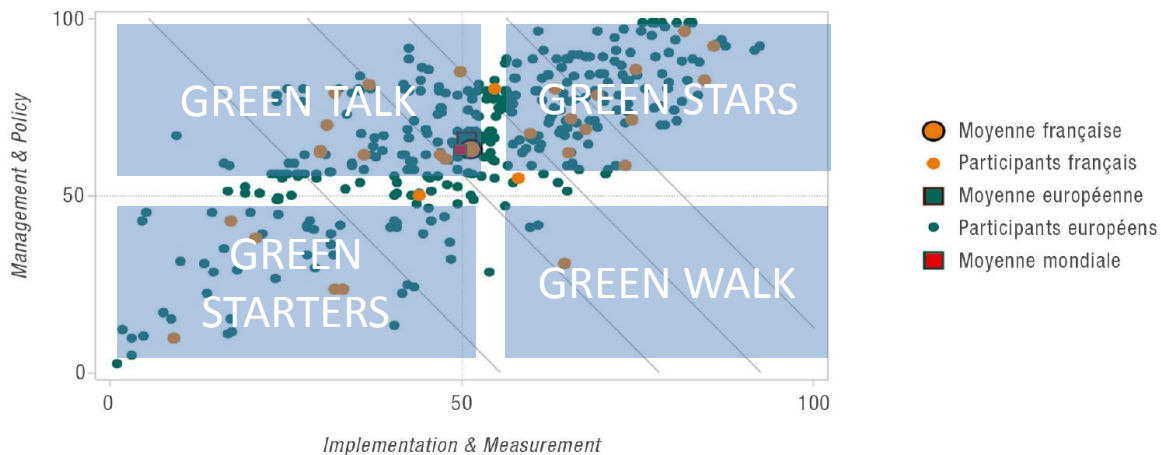 100
50
0
Management & Policy
GREEN TALK
GREEN STARS
GREEN
STARTERS
GREEN WALK
0
50
100
Implementation & Measurement
Moyenne française
Participants français
Moyenne européenne
Participants européens
Moyenne mondiale